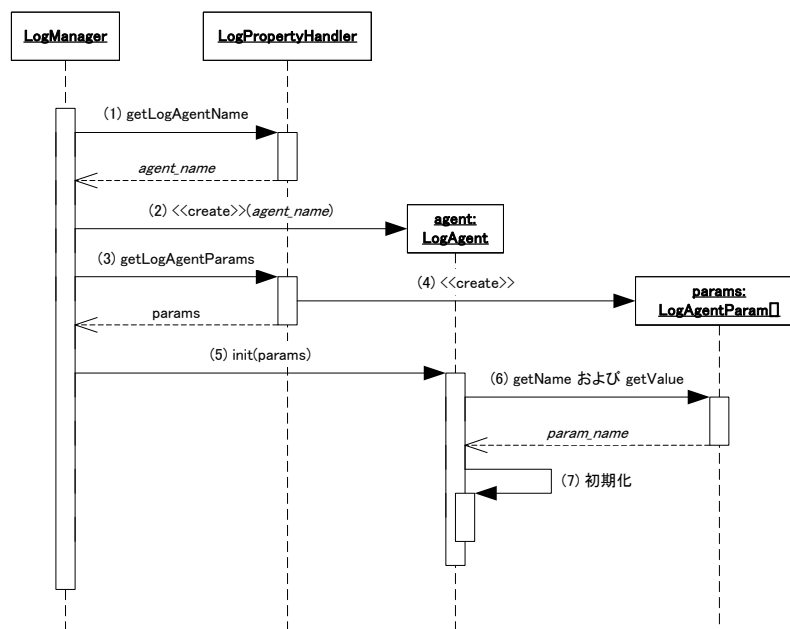 LogManager
LogPropertyHandler
(1) getLogAgentName
agent_name
(2) <<create>>(agent_name)
agent:
LogAgent
(3) getLogAgentParams
(4) <<create>>
params:
LogAgentParam[]
params
(5) init(params)
(6) getName および getValue
param_name
(7) 初期化